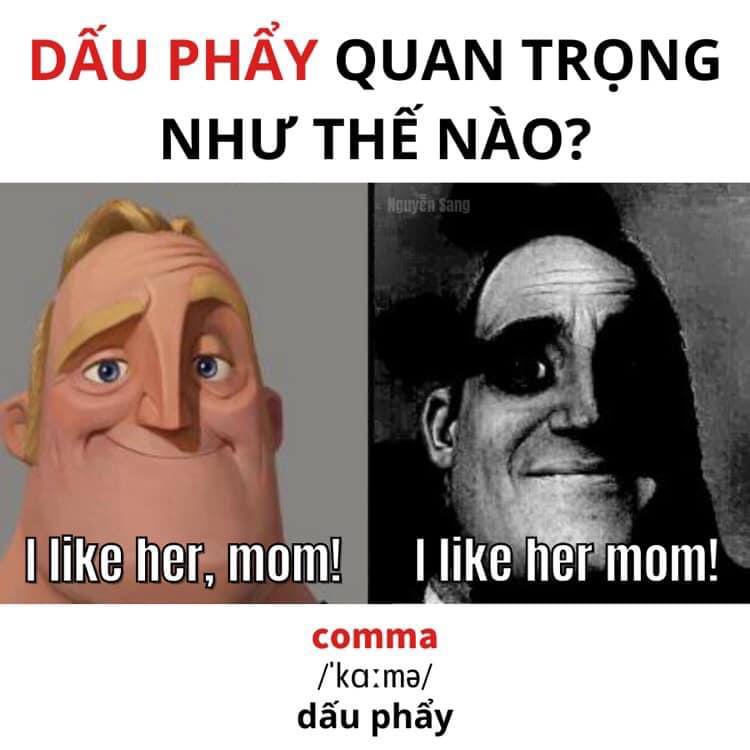 DẤU PHẨY QUAN TRỌNG
NHƯ THẾ NÀO?
Nguyễn Sang
I like her, mom!
I like her mom!
comma
/ˈkɑːmə/
dấu phẩy